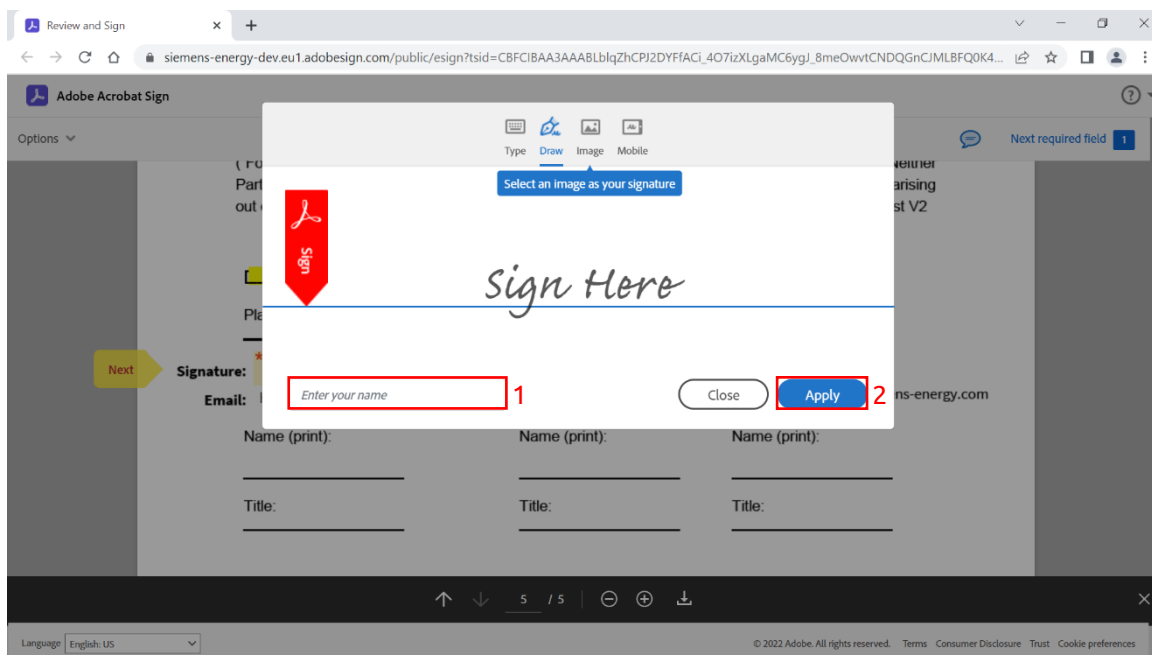 Review and Sign
siemens-energy-dev.eu1.adobesign.com/public/esign?tsid=CBFCIBAA3AAABLblqZhCPJ2DYFfACi_4O7izXLgaMC6ygJ_8meOwvtCNDQGnCJMLBFQ0K4...
Adobe Acrobat Sign
Options
Next required field 1
Type Draw Image Mobile
Select an image as your signature
Part arising
out st V2
Sign
Sign Here
Next
Signature: *
Email: ns-energy.com
Enter your name 1 Close Apply 2
Name (print): Name (print): Name (print):
Title: Title: Title:
5 / 5
Language English: US © 2022 Adobe. All rights reserved. Terms Consumer Disclosure Trust Cookie preferences